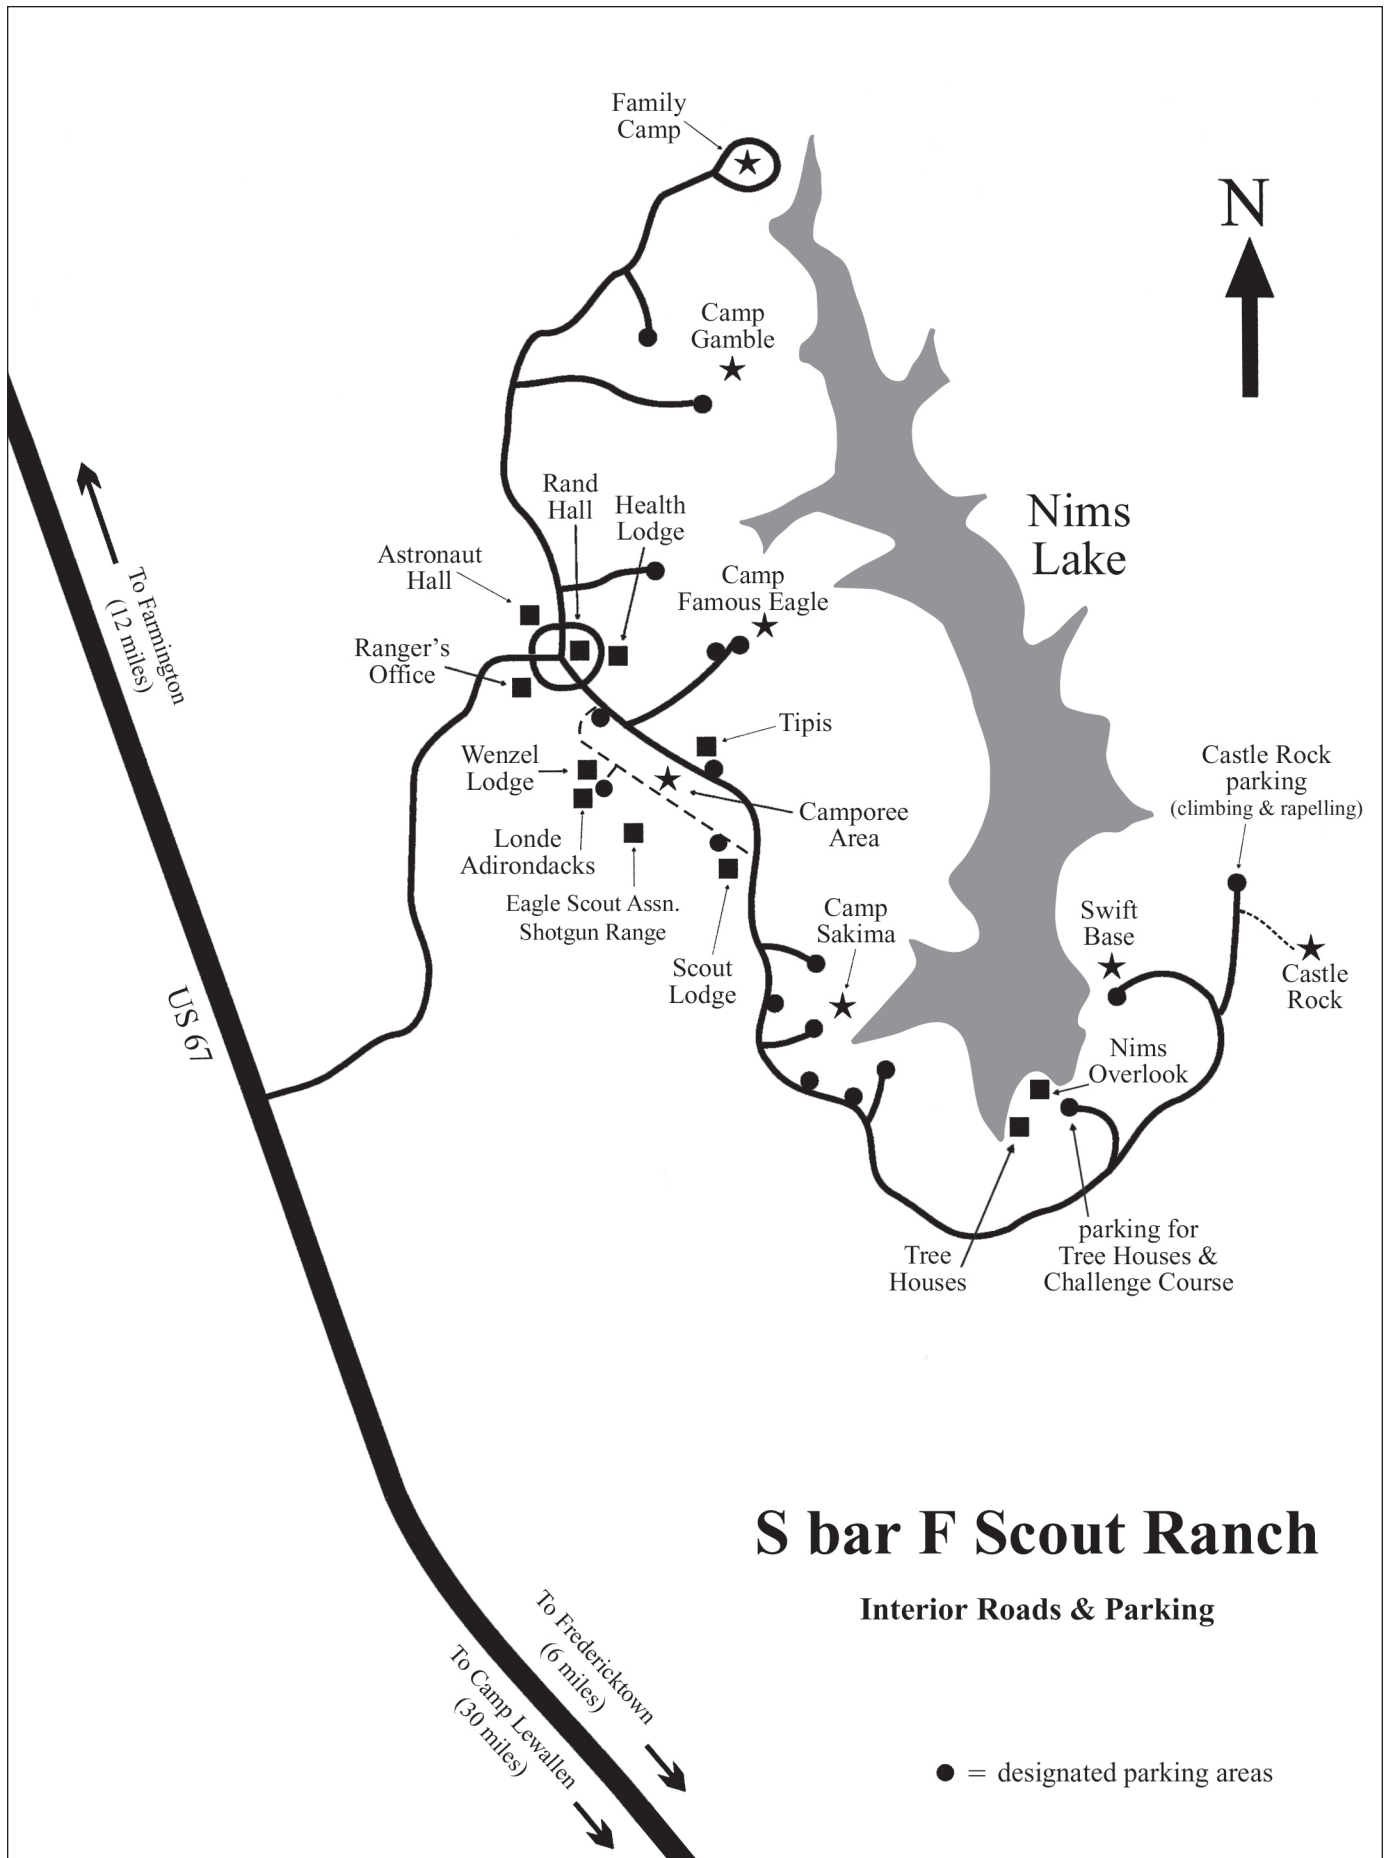 Family
Camp
N
Camp
Gamble
Rand
Hall
Health
Lodge
Nims
Lake
Astronaut
Hall
To Farmington
(12 miles)
Camp
Famous Eagle
Ranger's
Office
Tipis
Wenzel
Lodge
Castle Rock
parking
(climbing & rapelling)
Camporee
Area
Londe
Adirondacks
Eagle Scout Assn.
Shotgun Range
Camp
Sakima
Swift
Base
Scout
Lodge
Castle
Rock
US 67
Nims
Overlook
parking for
Tree Houses &
Challenge Course
Tree
Houses
S bar F Scout Ranch
Interior Roads & Parking
To Fredericktown
(6 miles)
To Camp Lewallen
(30 miles)
= designated parking areas